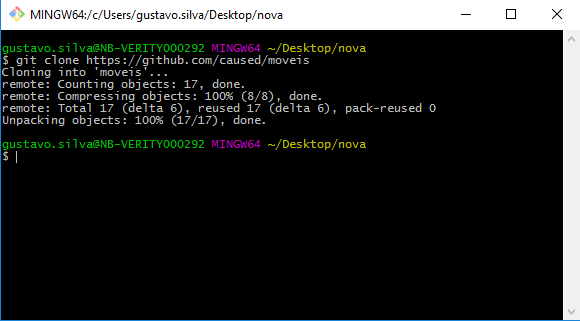 MINGW64:/c/Users/gustavo.silva/Desktop/nova
gustavo.silva@NB-VERITY000292 MINGW64 ~/Desktop/nova
$ git clone https://github.com/caused/moveis
Cloning into 'moveis'...
remote: Counting objects: 17, done.
remote: Compressing objects: 100% (8/8), done.
remote: Total 17 (delta 6), reused 17 (delta 6), pack-reused 0
Unpacking objects: 100% (17/17), done.
gustavo.silva@NB-VERITY000292 MINGW64 ~/Desktop/nova
$